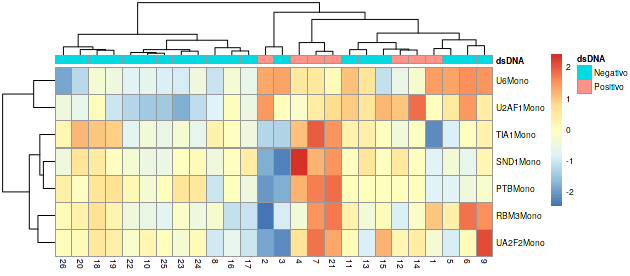 dsDNA
U6Mono
U2AF1Mono
TIA1Mono
SND1Mono
PTBMono
RBM3Mono
UA2F2Mono
26 20 18 19 22 10 25 23 24 8 16 17 2 3 4 7 21 11 13 15 12 14 1 5 6 9
2
1
0
-1
-2
dsDNA
Negativo
Positivo